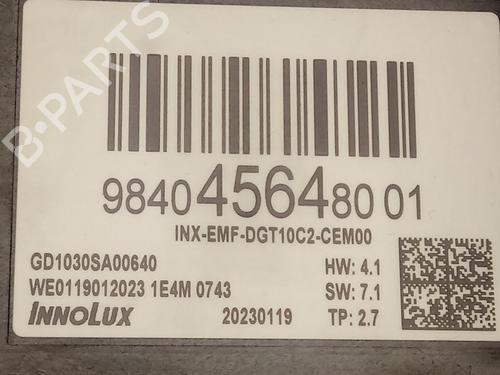 B-PARTS
9840456480 01
INX-EMF-DGT10C2-CEM00
GD1030SA00640 HW: 4.1
WE0119012023 1E4M 0743 SW: 7.1
INNOLUX 20230119 TP: 2.7